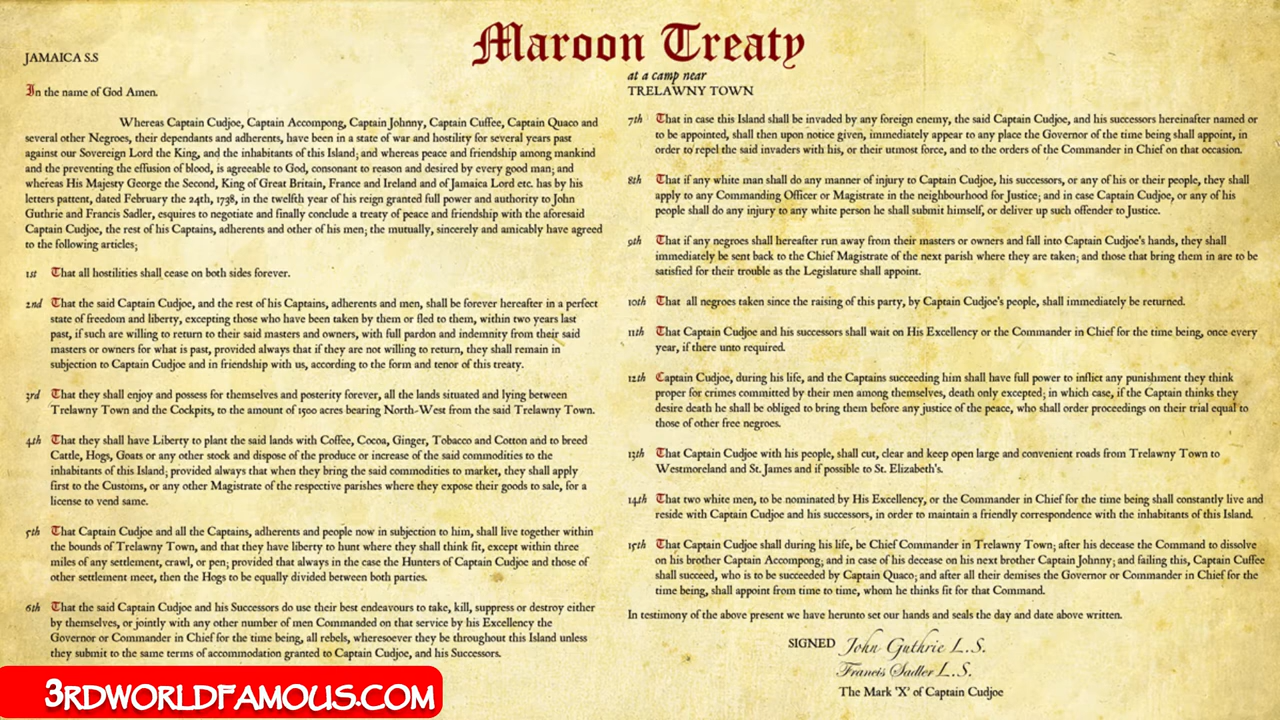 Maroon Treaty
JAMAICA S.S
In the name of God Amen.
Whereas Captain Cudjoe, Captain Accompong, Captain Johnny, Captain Cuffee, Captain Quaco and
several other Negroes, their dependants and adherents, have been in a state of war and hostility for several years past
against our Sovereign Lord the King, and the inhabitants of this Island; and whereas peace and friendship among mankind
and the preventing the effusion of blood, is agreeable to God, consonant to reason and desired by every good man; and
whereas His Majesty George the Second, King of Great Britain, France and Ireland and of Jamaica Lord etc. has by his
letters pattent, dated February the 24th, 1738, in the twelfth year of his reign granted full power and authority to John
Guthrie and Francis Sadler, esquires to negotiate and finally conclude a treaty of peace and friendship with the aforesaid
Captain Cudjoe, the rest of his Captains, adherents and other of his men; the mutually, sincerely and amicably have agreed
to the following articles;
1st That all hostilities shall cease on both sides forever.
2nd That the said Captain Cudjoe, and the rest of his Captains, adherents and men, shall be forever hereafter in a perfect
state of freedom and liberty, excepting those who have been taken by them or fled to them, within two years last
past, if such are willing to return to their said masters and owners, with full pardon and indemnity from their said
masters or owners for what is past, provided always that if they are not willing to return, they shall remain in
subjection to Captain Cudjoe and in friendship with us, according to the form and tenor of this treaty.
3rd That they shall enjoy and possess for themselves and posterity forever, all the lands situated and lying between
Trelawny Town and the Cockpits, to the amount of 1500 acres bearing North-West from the said Trelawny Town.
4th That they shall have Liberty to plant the said lands with Coffee, Cocoa, Ginger, Tobacco and Cotton and to breed
Cattle, Hogs, Goats or any other stock and dispose of the produce or increase of the said commodities to the
inhabitants of this Island; provided always that when they bring the said commodities to market, they shall apply
first to the Customs, or any other Magistrate of the respective parishes where they expose their goods to sale, for a
license to vend same.
5th That Captain Cudjoe and all the Captains, adherents and people now in subjection to him, shall live together within
the bounds of Trelawny Town, and that they have liberty to hunt where they shall think fit, except within three
miles of any settlement, crawl, or pen; provided that always in the case the Hunters of Captain Cudjoe and those of
other settlement meet, then the Hogs to be equally divided between both parties.
6th That the said Captain Cudjoe and his Successors do use their best endeavours to take, kill, suppress or destroy either
by themselves, or jointly with any other number of men Commanded on that service by his Excellency the
Governor or Commander in Chief for the time being, all rebels, wheresoever they be throughout this Island unless
they submit to the same terms of accommodation granted to Captain Cudjoe, and his Successors.
at a camp near
TRELAWNY TOWN
7th That in case this Island shall be invaded by any foreign enemy, the said Captain Cudjoe, and his successors hereinafter named or
to be appointed, shall then upon notice given, immediately appear to any place the Governor of the time being shall appoint, in
order to repel the said invaders with his, or their utmost force, and to the orders of the Commander in Chief on that occasion.
8th That if any white man shall do any manner of injury to Captain Cudjoe, his successors, or any of his or their people, they shall
apply to any Commanding Officer or Magistrate in the neighbourhood for Justice; and in case Captain Cudjoe, or any of his
people shall do any injury to any white person he shall submit himself, or deliver up such offender to Justice.
9th That if any negroes shall hereafter run away from their masters or owners and fall into Captain Cudjoe's hands, they shall
immediately be sent back to the Chief Magistrate of the next parish where they are taken; and those that bring them in are to be
satisfied for their trouble as the Legislature shall appoint.
10th That all negroes taken since the raising of this party, by Captain Cudjoe's people, shall immediately be returned.
11th That Captain Cudjoe and his successors shall wait on His Excellency or the Commander in Chief for the time being, once every
year, if there unto required.
12th Captain Cudjoe, during his life, and the Captains succeeding him shall have full power to inflict any punishment they think
proper for crimes committed by their men among themselves, death only excepted; in which case, if the Captain thinks they
desire death he shall be obliged to bring them before any justice of the peace, who shall order proceedings on their trial equal to
those of other free negroes.
13th That Captain Cudjoe with his people, shall cut, clear and keep open large and convenient roads from Trelawny Town to
Westmoreland and St. James and if possible to St. Elizabeth's.
14th That two white men, to be nominated by His Excellency, or the Commander in Chief for the time being shall constantly live and
reside with Captain Cudjoe and his successors, in order to maintain a friendly correspondence with the inhabitants of this Island.
15th That Captain Cudjoe shall during his life, be Chief Commander in Trelawny Town; after his decease the Command to dissolve
on his brother Captain Accompong; and in case of his decease on his next brother Captain Johnny; and failing this, Captain Cuffee
shall succeed, who is to be succeeded by Captain Quaco; and after all their demises the Governor or Commander in Chief for the
time being, shall appoint from time to time, whom he thinks fit for that Command.
In testimony of the above present we have herunto set our hands and seals the day and date above written.
SIGNED John Guthrie L.S.
Francis Sadler L.S.
The Mark 'X' of Captain Cudjoe
3RDWORLDFAMOUS.COM